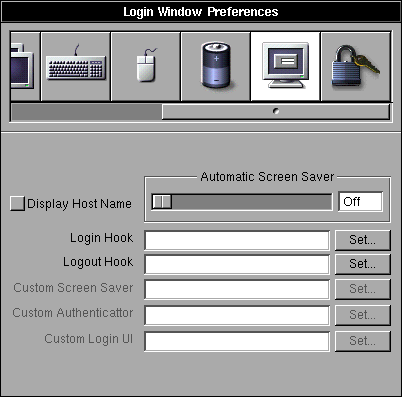 Login Window Preferences
Automatic Screen Saver
Display Host Name
Off
Login Hook
Set...
Logout Hook
Set...
Custom Screen Saver
Set...
Custom Authenticattor
Set...
Custom Login UI
Set...